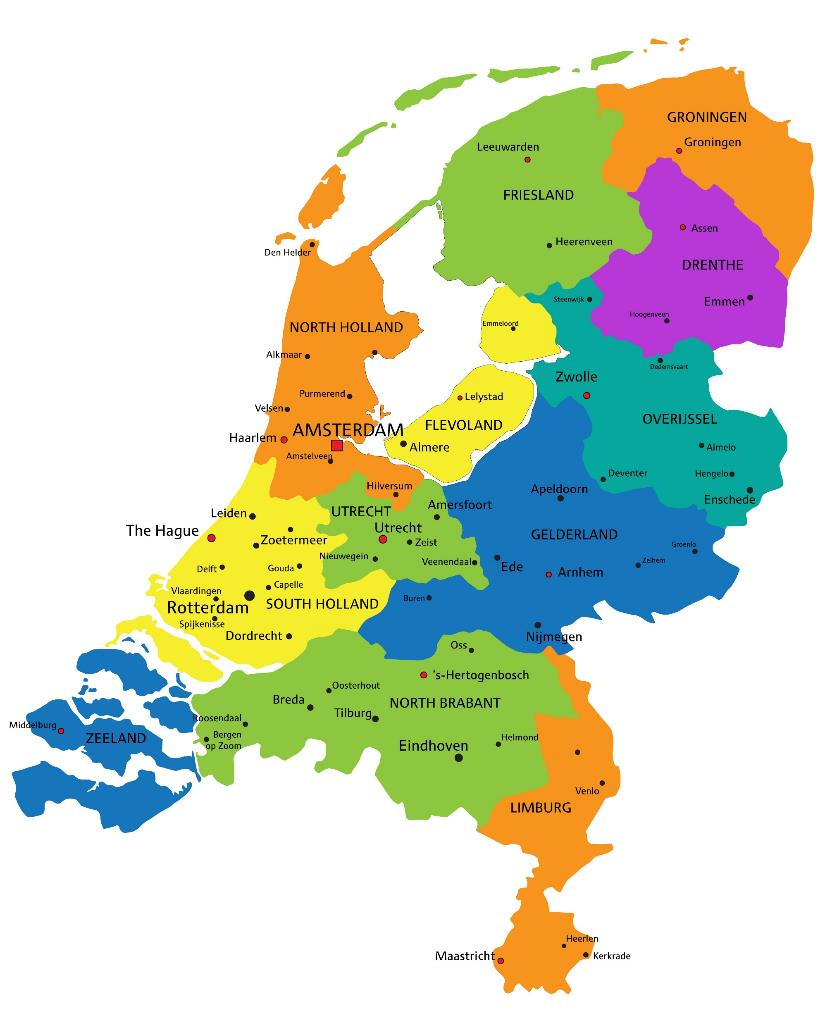 GRONINGEN
Groningen
Leeuwarden
FRIESLAND
Assen
Heerenveen
Den Helder
DRENTHE
Steenwijk
Emmen
Hoogenveen
Emmeloord
NORTH HOLLAND
Alkmaar
Dedemsvaart
Zwolle
Purmerend
Lelystad
Velsen
OVERIJSSEL
FLEVOLAND
AMSTERDAM
Haarlem
Almere
Almelo
Amstelveen
Deventer
Hengelo
Hilversum
Apeldoorn
Enschede
Leiden
UTRECHT
Amersfoort
The Hague
Utrecht
GELDERLAND
Zoetermeer
Zeist
Groenlo
Nieuwegein
Veenendaal
Zelhem
Delft
Gouda
Ede
Arnhem
Capelle
Vlaardingen
Buren
Rotterdam
SOUTH HOLLAND
Spijkenisse
Dordrecht
Nijmegen
Oss
's-Hertogenbosch
Oosterhout
Breda
NORTH BRABANT
Tilburg
Roosendaal
Middelburg
ZEELAND
Bergen
op Zoom
Helmond
Eindhoven
Venlo
LIMBURG
Heerlen
Maastricht
Kerkrade